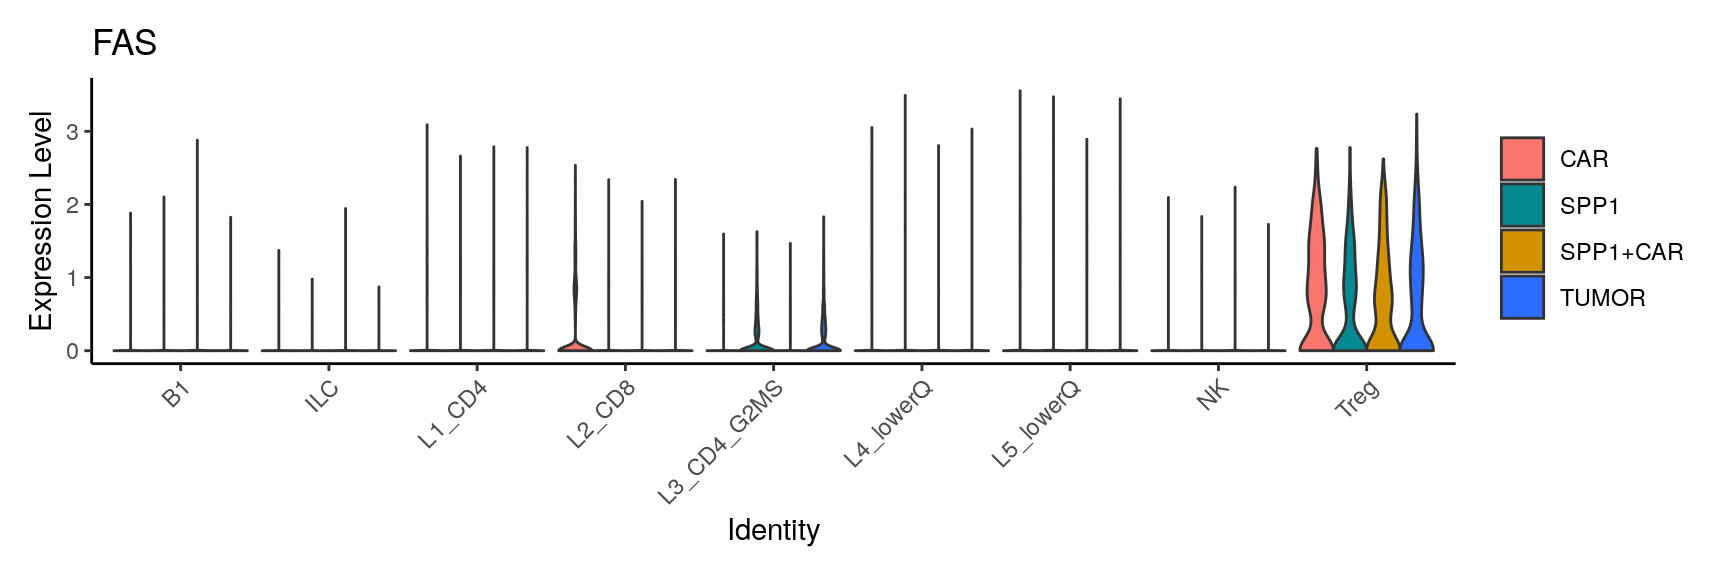 FAS
Expression Level
3
2
1
0
B1
ILC
L1_CD4
L2_CD8
L3_CD4_G2MS
L4_lowerQ
L5_lowerQ
NK
Treg
Identity
CAR
SPP1
SPP1+CAR
TUMOR